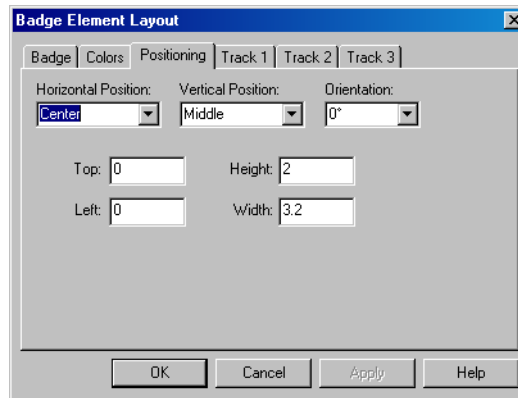 Badge Element Layout
Badge Colors Positioning Track 1 Track 2 Track 3
Horizontal Position: Vertical Position: Orientation:
Center Middle 0°
Top: 0 Height: 2
Left: 0 Width: 3.2
OK Cancel Apply Help